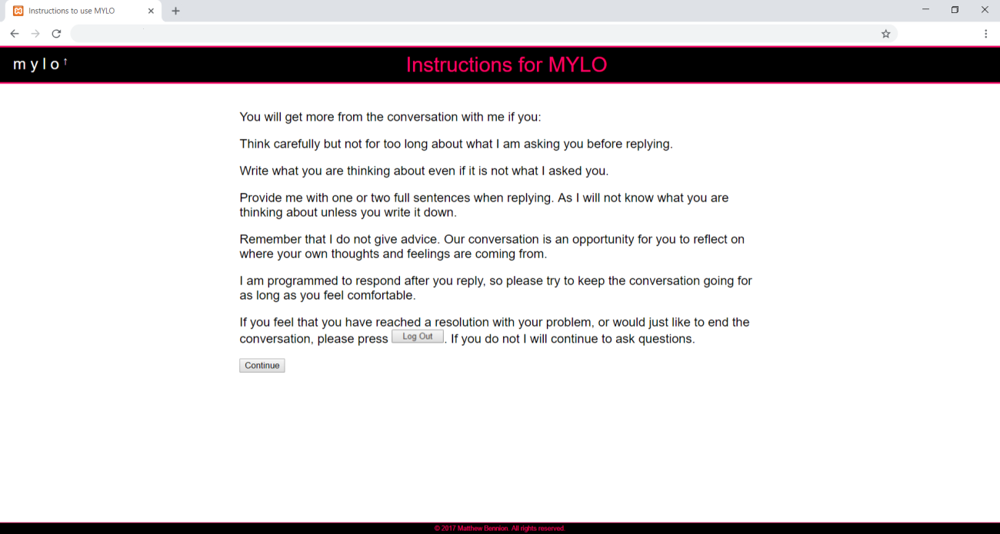 Instructions to use MYLO
mylo↑
Instructions for MYLO
You will get more from the conversation with me if you:
Think carefully but not for too long about what I am asking you before replying.
Write what you are thinking about even if it is not what I asked you.
Provide me with one or two full sentences when replying. As I will not know what you are
thinking about unless you write it down.
Remember that I do not give advice. Our conversation is an opportunity for you to reflect on
where your own thoughts and feelings are coming from.
I am programmed to respond after you reply, so please try to keep the conversation going for
as long as you feel comfortable.
If you feel that you have reached a resolution with your problem, or would just like to end the
conversation, please press Log Out. If you do not I will continue to ask questions.
Continue
© 2017 Matthew Bennion. All rights reserved.